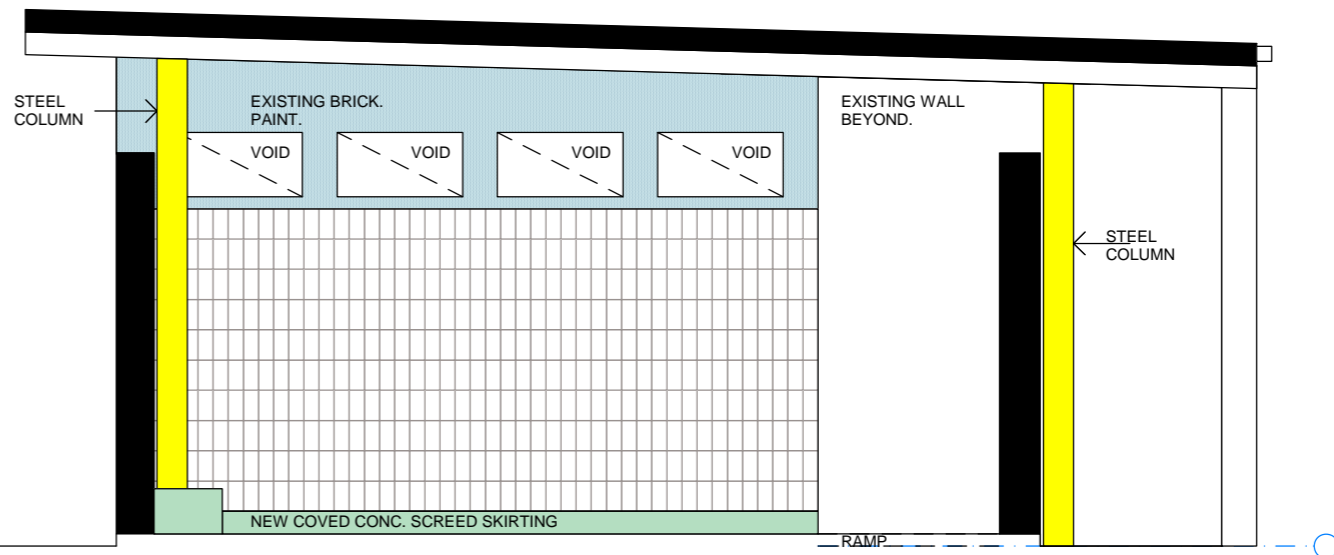 STEEL
COLUMN
EXISTING BRICK.
PAINT.
EXISTING WALL
BEYOND.
VOID
VOID
VOID
VOID
STEEL
COLUMN
NEW COVED CONC. SCREED SKIRTING
RAMP